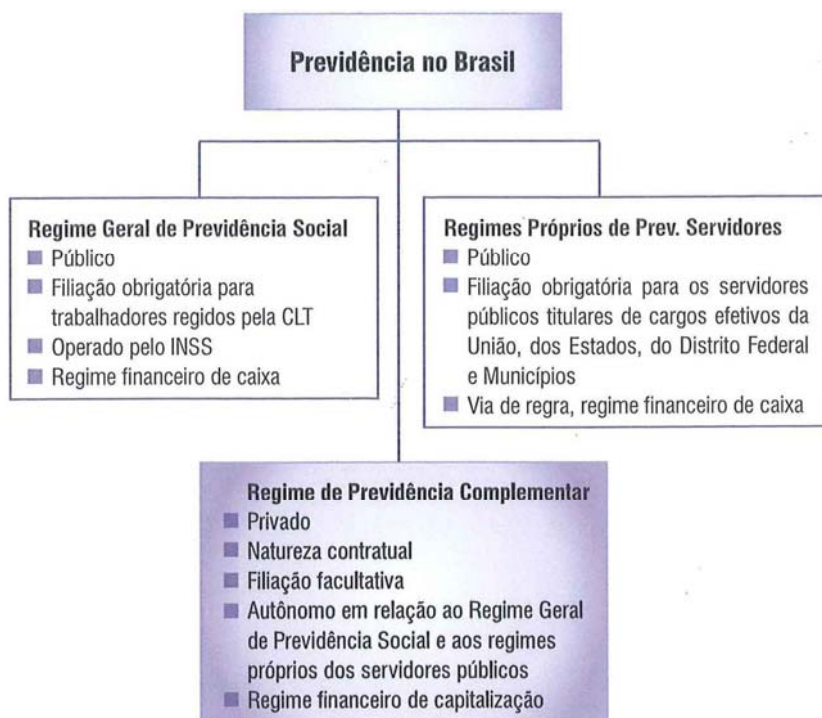 Previdência no Brasil
Regime Geral de Previdência Social
Público
Filiação obrigatória para
trabalhadores regidos pela CLT
Operado pelo INSS
Regime financeiro de caixa
Regimes Próprios de Prev. Servidores
Público
Filiação obrigatória para os servidores
públicos titulares de cargos efetivos da
União, dos Estados, do Distrito Federal
e Municípios
Via de regra, regime financeiro de caixa
Regime de Previdência Complementar
Privado
Natureza contratual
Filiação facultativa
Autônomo em relação ao Regime Geral
de Previdência Social e aos regimes
próprios dos servidores públicos
Regime financeiro de capitalização